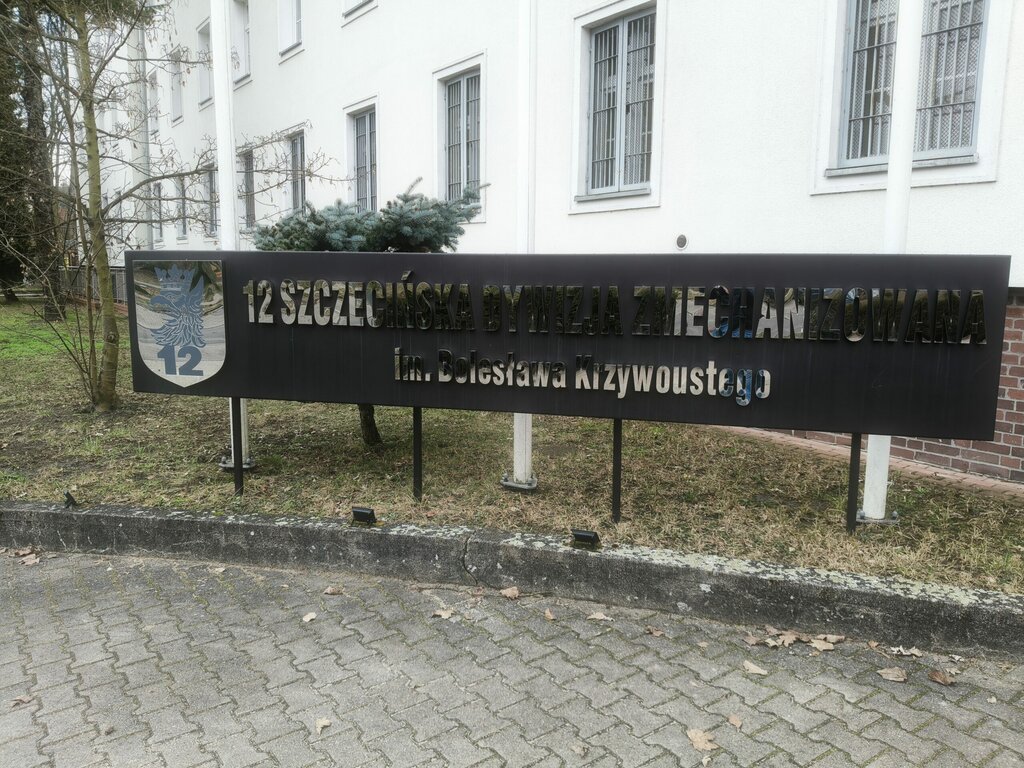 12 SZCZECIŃSKA DYWIZJA ZMECHANIZOWANA
im. Bolesława Krzywoustego
12